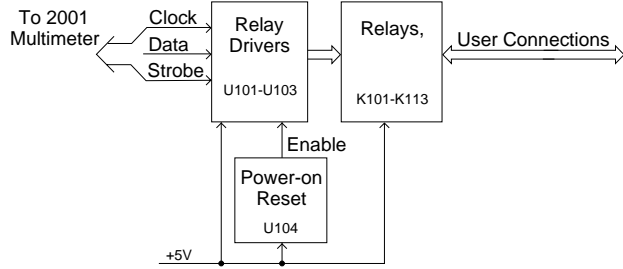 To 2001
Multimeter
Clock
Data
Strobe
Relay
Drivers
U101-U103
Relays,
K101-K113
User Connections
Enable
Power-on
Reset
U104
+5V